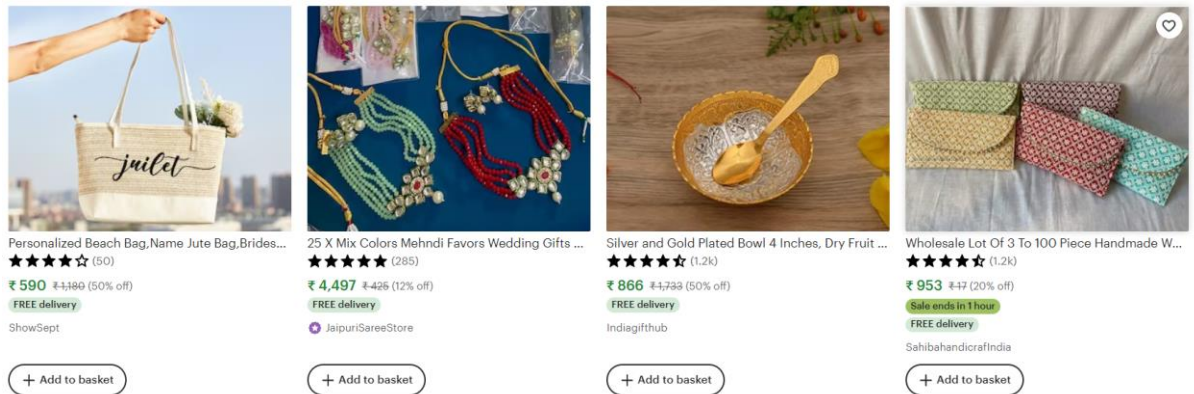 juilet
Personalized Beach Bag,Name Jute Bag,Brides...
★★★★☆ (50)
₹ 590 ₹ 1,180 (50% off)
FREE delivery
ShowSept
+ Add to basket
25 X Mix Colors Mehndi Favors Wedding Gifts ...
★★★★★ (285)
₹ 4,497 ₹ 425 (12% off)
FREE delivery
JaipuriSareeStore
+ Add to basket
Silver and Gold Plated Bowl 4 Inches, Dry Fruit ...
(1.2k)
₹ 866 ₹ 1,733 (50% off)
FREE delivery
Indiagifthub
+ Add to basket
Wholesale Lot Of 3 To 100 Piece Handmade W...
(1.2k)
₹ 953 ₹ 17 (20% off)
Sale ends in 1 hour
FREE delivery
SahibahandicrafIndia
+ Add to basket